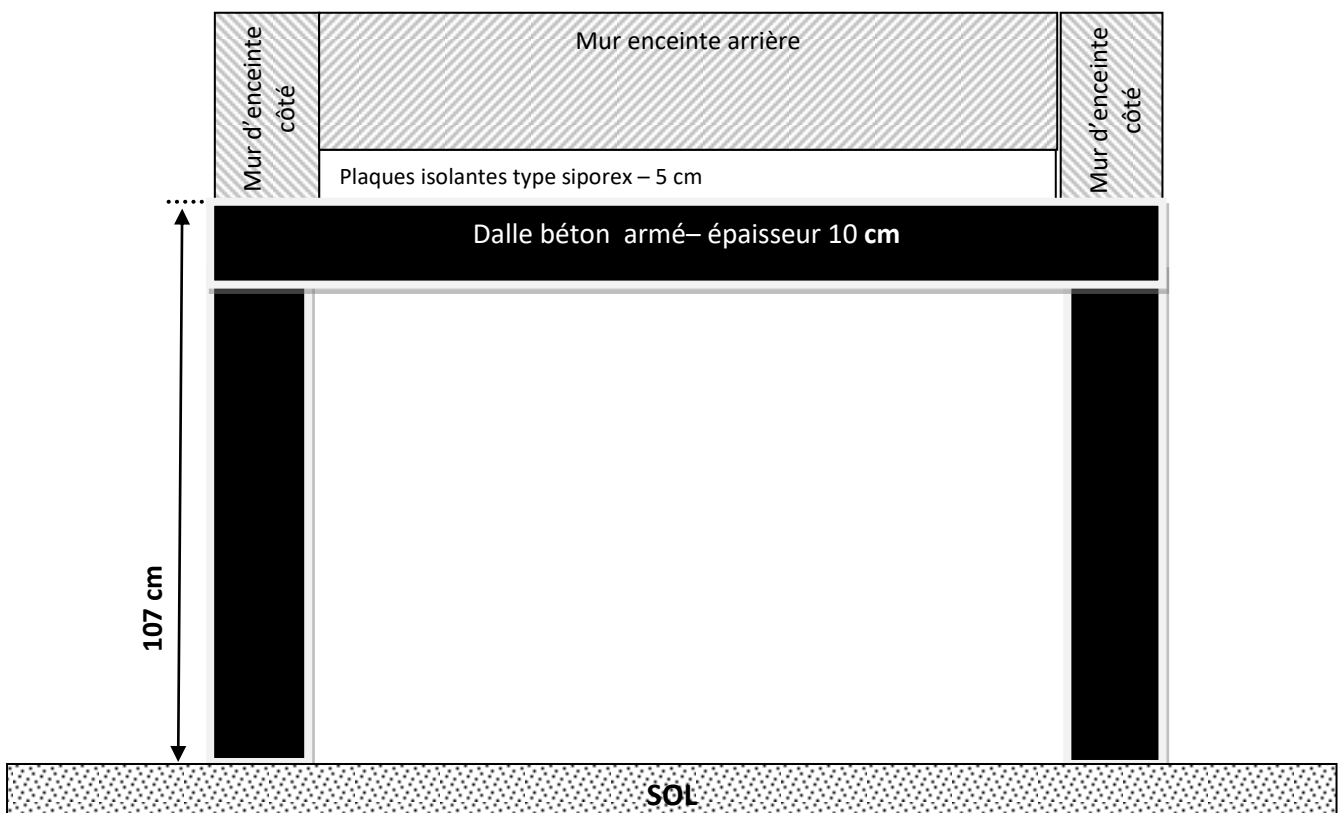 Mur d'enceinte
côté
Mur enceinte arrière
Mur d'enceinte
côté
Plaques isolantes type siporex – 5 cm
Dalle béton armé– épaisseur 10 cm
107 cm
SOL